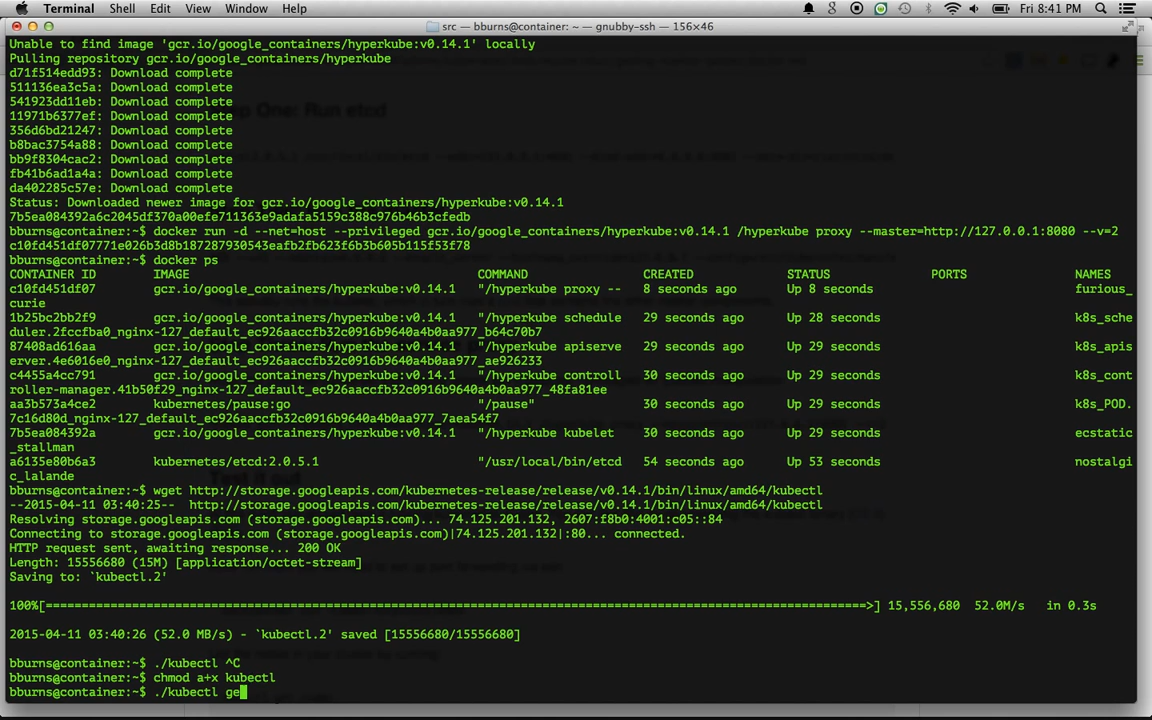 Terminal Shell Edit View Window Help Fri 8:41 PM
src — bburns@container: ~ — gnubby-ssh — 156×46
Unable to find image 'gcr.io/google_containers/hyperkube:v0.14.1' locally
Pulling repository gcr.io/google_containers/hyperkube
d71f514edd93: Download complete
511136ea3c5a: Download complete
541923dd11eb: Download complete
11971b6377ef: Download complete
356d6bd21247: Download complete
b8bac3754a88: Download complete
bb9f8304cac2: Download complete
fb41b6ad1a4a: Download complete
da402285c57e: Download complete
Status: Downloaded newer image for gcr.io/google_containers/hyperkube:v0.14.1
7b5ea084392a6c2045df370a00efe711363e9adafa5159c388c976b46b3cfedb
bburns@container:~$ docker run -d --net=host --privileged gcr.io/google_containers/hyperkube:v0.14.1 /hyperkube proxy --master=http://127.0.0.1:8080 --v=2
c10fd451df07771e026b3d8b187287930543eafb2fb623f6b3b605b115f53f78
bburns@container:~$ docker ps
CONTAINER ID IMAGE COMMAND CREATED STATUS PORTS NAMES
c10fd451df07 gcr.io/google_containers/hyperkube:v0.14.1 "/hyperkube proxy -- 8 seconds ago Up 8 seconds furious_
curie
1b25bc2bb2f9 gcr.io/google_containers/hyperkube:v0.14.1 "/hyperkube schedule 29 seconds ago Up 28 seconds k8s_sche
duler.2fccfba0_nginx-127_default_ec926aaccfb32c0916b9640a4b0aa977_b64c70b7
87408ad616aa gcr.io/google_containers/hyperkube:v0.14.1 "/hyperkube apiserve 29 seconds ago Up 29 seconds k8s_apis
erver.4e6016e0_nginx-127_default_ec926aaccfb32c0916b9640a4b0aa977_ae926233
c4455a4cc791 gcr.io/google_containers/hyperkube:v0.14.1 "/hyperkube controll 30 seconds ago Up 29 seconds k8s_cont
roller-manager.41b50f29_nginx-127_default_ec926aaccfb32c0916b9640a4b0aa977_48fa81ee
aa3b573a4ce2 kubernetes/pause:go "/pause" 30 seconds ago Up 29 seconds k8s_POD.
7c16d80d_nginx-127_default_ec926aaccfb32c0916b9640a4b0aa977_7aea54f7
7b5ea084392a gcr.io/google_containers/hyperkube:v0.14.1 "/hyperkube kubelet 30 seconds ago Up 29 seconds ecstatic
_stallman
a6135e80b6a3 kubernetes/etcd:2.0.5.1 "/usr/local/bin/etcd 54 seconds ago Up 53 seconds nostalgi
c_lalande
bburns@container:~$ wget http://storage.googleapis.com/kubernetes-release/release/v0.14.1/bin/linux/amd64/kubectl
--2015-04-11 03:40:25-- http://storage.googleapis.com/kubernetes-release/release/v0.14.1/bin/linux/amd64/kubectl
Resolving storage.googleapis.com (storage.googleapis.com)... 74.125.201.132, 2607:f8b0:4001:c05::84
Connecting to storage.googleapis.com (storage.googleapis.com)|74.125.201.132|:80... connected.
HTTP request sent, awaiting response... 200 OK
Length: 15556680 (15M) [application/octet-stream]
Saving to: `kubectl.2'
100%[==============================================================================================>] 15,556,680 52.0M/s in 0.3s
2015-04-11 03:40:26 (52.0 MB/s) - `kubectl.2' saved [15556680/15556680]
bburns@container:~$ ./kubectl ^C
bburns@container:~$ chmod a+x kubectl
bburns@container:~$ ./kubectl ge